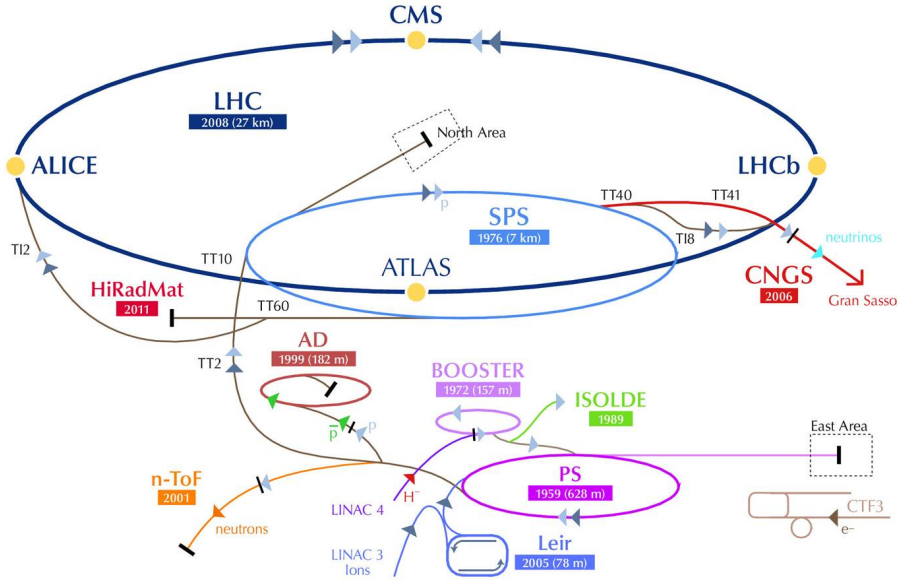 CMS
LHC
2008 (27 km)
North Area
ALICE
LHCb
TT40
TT41
SPS
p
1976 (7 km)
TI8
neutrinos
TI2
TT10
ATLAS
CNGS
2006
Gran Sasso
HiRadMat
2011
TT60
AD
1999 (182 m)
TT2
BOOSTER
1972 (157 m)
ISOLDE
1989
p̅
p
East Area
n-ToF
2001
PS
1959 (628 m)
H⁻
LINAC 4
neutrons
CTF3
e⁻
LINAC 3
Ions
Leir
2005 (78 m)